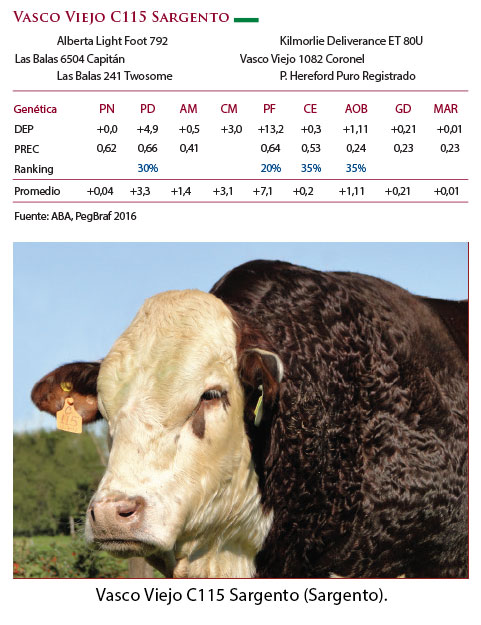 Vasco Viejo C115 Sargento
Alberta Light Foot 792 Kilmorlie Deliverance ET 80U
Las Balas 6504 Capitán Vasco Viejo 1082 Coronel
Las Balas 241 Twosome P. Hereford Puro Registrado
Genética PN PD AM CM PF CE AOB GD MAR
DEP +0,0 +4,9 +0,5 +3,0 +13,2 +0,3 +1,11 +0,21 +0,01
PREC 0,62 0,66 0,41 0,64 0,53 0,24 0,23 0,23
Ranking 30% 20% 35% 35%
Promedio +0,04 +3,3 +1,4 +3,1 +7,1 +0,2 +1,11 +0,21 +0,01
Fuente: ABA, PegBraf 2016
Vasco Viejo C115 Sargento (Sargento).